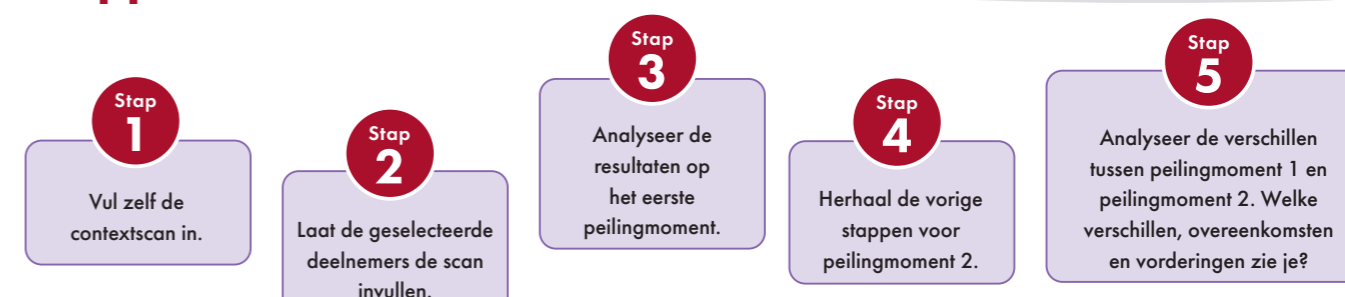 Stap
1
Vul zelf de
contextscan in.
Stap
2
Laat de geselecteerde
deelnemers de scan
invullen.
Stap
3
Analyseer de
resultaten op
het eerste
peilingmoment.
Stap
4
Herhaal de vorige
stappen voor
peilingmoment 2.
Stap
5
Analyseer de verschillen
tussen peilingmoment 1 en
peilingmoment 2. Welke
verschillen, overeenkomsten
en vorderingen zie je?